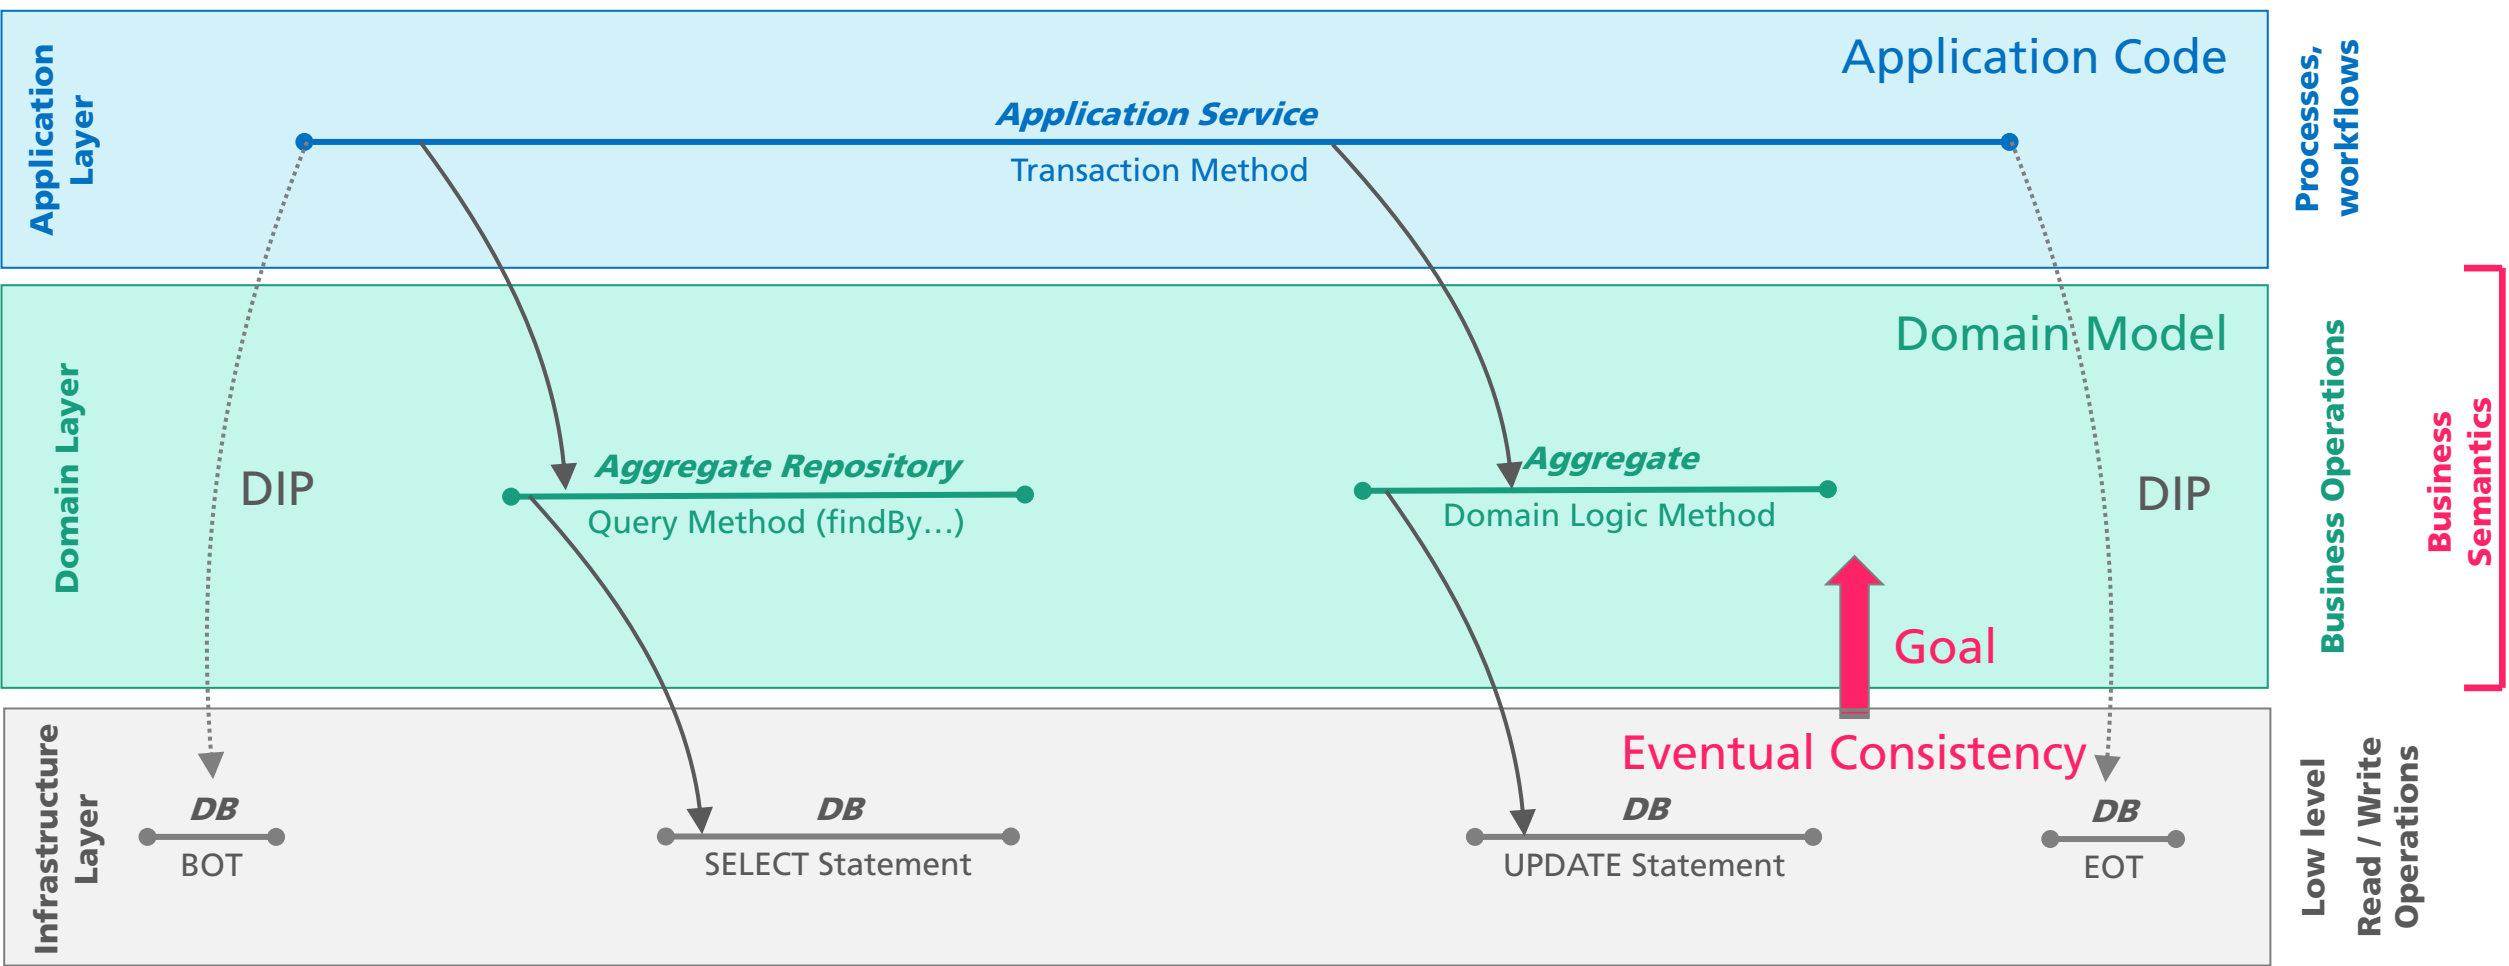 Application
Layer
Application Code
Application Service
Transaction Method
Processes,
workflows
Domain Layer
Domain Model
DIP
Aggregate Repository
Query Method (findBy...)
Aggregate
Domain Logic Method
DIP
Goal
Business Operations
Business
Semantics
Infrastructure
Layer
Eventual Consistency
DB
BOT
DB
SELECT Statement
DB
UPDATE Statement
DB
EOT
Low level
Read / Write
Operations